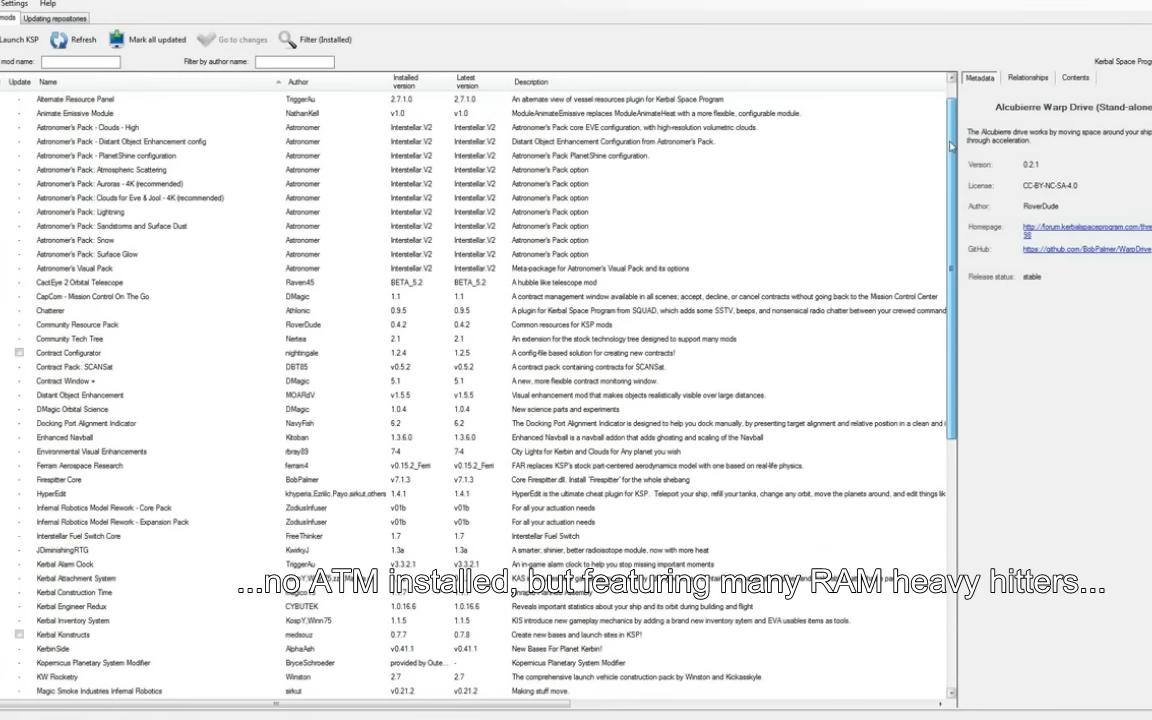 Settings Help
mods Updating repositories
Launch KSP Refresh Mark all updated Go to changes Filter (Installed)
mod name: Filter by author name: Kerbal Space Prog
Update Name Author Installed version Latest version Description
Metadata Relationships Contents
Alternate Resource Panel TriggerAu 2.7.1.0 2.7.1.0 An alternate view of vessel resources plugin for Kerbal Space Program
Animate Emissive Module NathanKell v1.0 v1.0 ModuleAnimateEmissive replaces ModuleAnimateHeat with a more flexible, configurable module.
Astronomer's Pack - Clouds - High Astronomer Interstellar.V2 Interstellar.V2 Astronomer's Pack core EVE configuration, with high-resolution volumetric clouds.
Astronomer's Pack - Distant Object Enhancement config Astronomer Interstellar.V2 Interstellar.V2 Distant Object Enhancement Configuration from Astronomer's Pack.
Astronomer's Pack - PlanetShine configuration Astronomer Interstellar.V2 Interstellar.V2 Astronomer's Pack PlanetShine configuration.
Astronomer's Pack: Atmospheric Scattering Astronomer Interstellar.V2 Interstellar.V2 Astronomer's Pack option
Astronomer's Pack: Auroras - 4K (recommended) Astronomer Interstellar.V2 Interstellar.V2 Astronomer's Pack option
Astronomer's Pack: Clouds for Eve & Jool - 4K (recommended) Astronomer Interstellar.V2 Interstellar.V2 Astronomer's Pack option
Astronomer's Pack: Lightning Astronomer Interstellar.V2 Interstellar.V2 Astronomer's Pack option
Astronomer's Pack: Sandstorms and Surface Dust Astronomer Interstellar.V2 Interstellar.V2 Astronomer's Pack option
Astronomer's Pack: Snow Astronomer Interstellar.V2 Interstellar.V2 Astronomer's Pack option
Astronomer's Pack: Surface Glow Astronomer Interstellar.V2 Interstellar.V2 Astronomer's Pack option
Astronomer's Visual Pack Astronomer Interstellar.V2 Interstellar.V2 Meta-package for Astronomer's Visual Pack and its options
CactEye 2 Orbital Telescope Raven45 BETA_5.2 BETA_5.2 A hubble like telescope mod
CapCom - Mission Control On The Go DMagic 1.1 1.1 A contract management window available in all scenes; accept, decline, or cancel contracts without going back to the Mission Control Center
Chatterer Athlonic 0.9.5 0.9.5 A plugin for Kerbal Space Program from SQUAD, which adds some SSTV, beeps, and nonsensical radio chatter between your crewed command
Community Resource Pack RoverDude 0.4.2 0.4.2 Common resources for KSP mods
Community Tech Tree Nertea 2.1 2.1 An extension for the stock technology tree designed to support many mods
Contract Configurator nightingale 1.2.4 1.2.5 A config-file based solution for creating new contracts!
Contract Pack: SCANSat DBT85 v0.5.2 v0.5.2 A contract pack containing contracts for SCANSat.
Contract Window + DMagic 5.1 5.1 A new, more flexible contract monitoring window.
Distant Object Enhancement MOARdV v1.5.5 v1.5.5 Visual enhancement mod that makes objects realistically visible over large distances.
DMagic Orbital Science DMagic 1.0.4 1.0.4 New science parts and experiments
Docking Port Alignment Indicator NavyFish 6.2 6.2 The Docking Port Alignment Indicator is designed to help you dock manually, by presenting target alignment and relative position in a clean and i
Enhanced Navball Kitoban 1.3.6.0 1.3.6.0 Enhanced Navball is a navball addon that adds ghosting and scaling of the Navball
Environmental Visual Enhancements rbray89 7-4 7-4 City Lights for Kerbin and Clouds for Any planet you wish
Ferram Aerospace Research ferram4 v0.15.2_Ferri v0.15.2_Ferri FAR replaces KSP's stock part-centered aerodynamics model with one based on real-life physics.
Firespitter Core BobPalmer v7.1.3 v7.1.3 Core Firespitter.dll. Install 'Firespitter' for the whole shebang
HyperEdit khyperia,Ezriilc,Payo,sirkut,others 1.4.1 1.4.1 HyperEdit is the ultimate cheat plugin for KSP. Teleport your ship, refill your tanks, change any orbit, move the planets around, and edit things lik
Infernal Robotics Model Rework - Core Pack ZodiusInfuser v01b v01b For all your actuation needs
Infernal Robotics Model Rework - Expansion Pack ZodiusInfuser v01b v01b For all your actuation needs
Interstellar Fuel Switch Core FreeThinker 1.7 1.7 Interstellar Fuel Switch
JDiminishingRTG KwirkyJ 1.3a 1.3a A smarter, shinier, better radioisotope module, now with more heat
Kerbal Alarm Clock TriggerAu v3.3.2.1 v3.3.2.1 An in-game alarm clock to help you stop missing important moments
Kerbal Attachment System
...no ATM installed, but featuring many RAM heavy hitters...
Kerbal Construction Time
Kerbal Engineer Redux CYBUTEK 1.0.16.6 1.0.16.6 Reveals important statistics about your ship and its orbit during building and flight
Kerbal Inventory System KospY,Winn75 1.1.5 1.1.5 KIS introduce new gameplay mechanics by adding a brand new inventory sytem and EVA usables items as tools.
Kerbal Konstructs medsouz 0.7.7 0.7.8 Create new bases and launch sites in KSP!
KerbinSide AlphaAsh v0.41.1 v0.41.1 New Bases For Planet Kerbin!
Kopernicus Planetary System Modifier BryceSchroeder provided by Oute... - Kopernicus Planetary System Modifier
KW Rocketry Winston 2.7 2.7 The comprehensive launch vehicle construction pack by Winston and Kickasskyle
Magic Smoke Industries Infernal Robotics sirkut v0.21.2 v0.21.2 Making stuff move.
Alcubierre Warp Drive (Stand-alone
The Alcubierre drive works by moving space around your ship
through acceleration.
Version: 0.2.1
License: CC-BY-NC-SA-4.0
Author: RoverDude
Homepage: http://forum.kerbalspaceprogram.com/thre
98
GitHub: https://github.com/BobPalmer/WarpDrive
Release status: stable